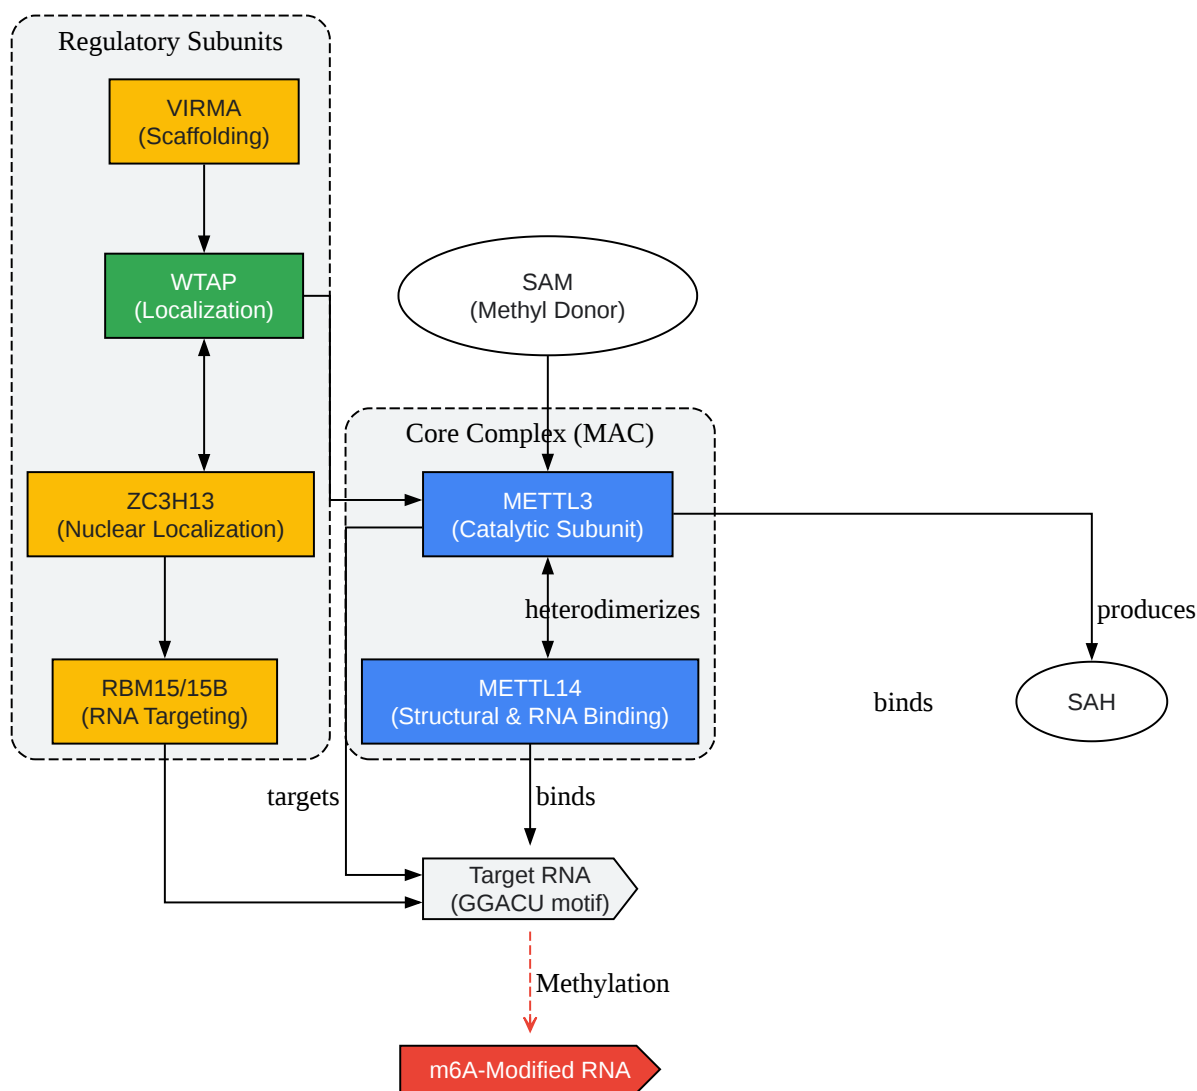 Regulatory Subunits
VIRMA
(Scaffolding)
WTAP
(Localization)
SAM
(Methyl Donor)
Core Complex (MAC)
ZC3H13
(Nuclear Localization)
METTL3
(Catalytic Subunit)
heterodimerizes
produces
RBM15/15B
(RNA Targeting)
METTL14
(Structural & RNA Binding)
binds
SAH
targets
binds
Target RNA
(GGACU motif)
Methylation
m6A-Modified RNA